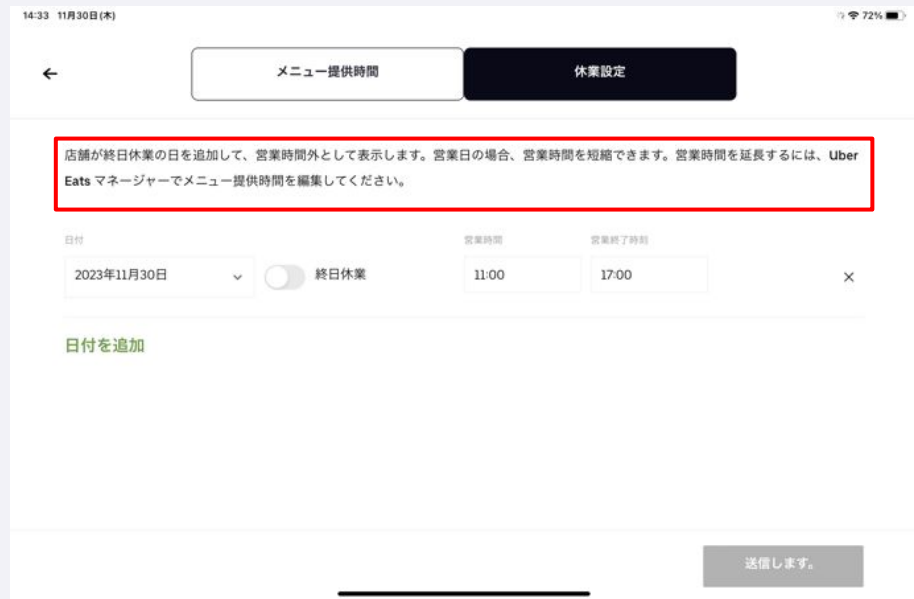 14:33 11月30日(木)
72%
メニュー提供時間
休業設定
店舗が終日休業の日を追加して、営業時間外として表示します。営業日の場合、営業時間を短縮できます。営業時間を延長するには、Uber
Eats マネージャーでメニュー提供時間を編集してください。
日付
営業時間
営業終了時刻
2023年11月30日
終日休業
11:00
17:00
日付を追加
送信します。